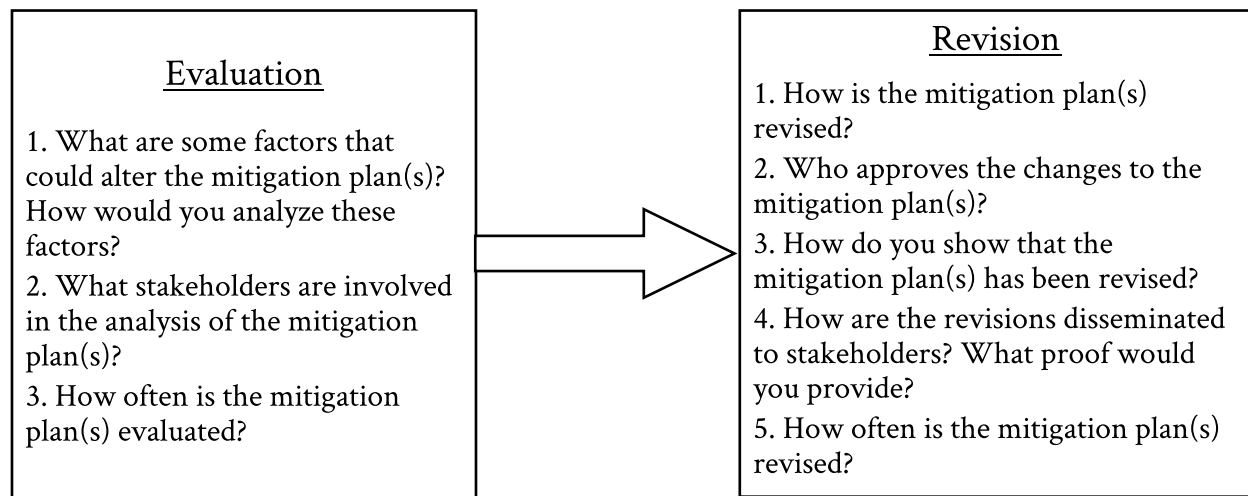 Evaluation
1. What are some factors that
could alter the mitigation plan(s)?
How would you analyze these
factors?
2. What stakeholders are involved
in the analysis of the mitigation
plan(s)?
3. How often is the mitigation
plan(s) evaluated?
Revision
1. How is the mitigation plan(s)
revised?
2. Who approves the changes to the
mitigation plan(s)?
3. How do you show that the
mitigation plan(s) has been revised?
4. How are the revisions disseminated
to stakeholders? What proof would
you provide?
5. How often is the mitigation plan(s)
revised?